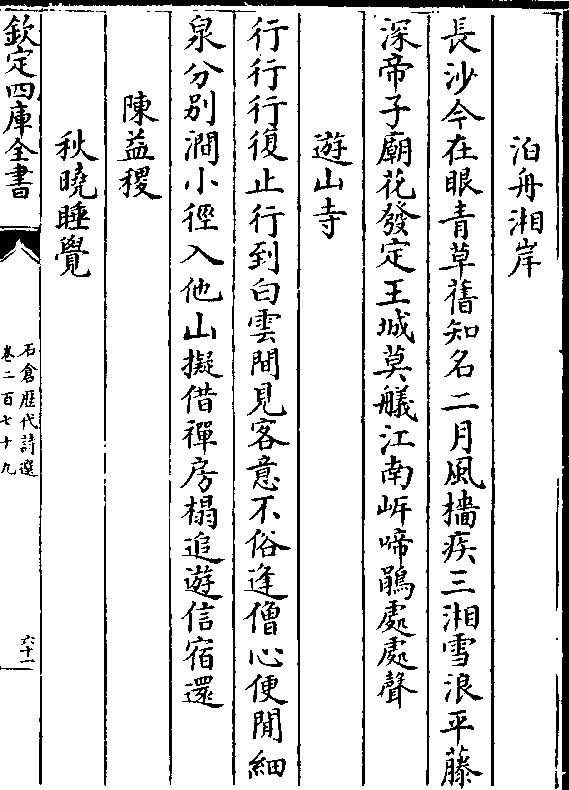 泊舟湘岸
長沙今在眼青草舊知名二月風墻疾三湘雪浪平藤
深帝子廟花發定王城莫艤江南岍啼鵑處處聲
遊山寺
行行行復止行到白雲間見客意不俗逢僧心便閒細
泉分別澗小徑入他山擬借禪房榻追遊信宿還
陳益稷
秋曉睡覺
欽定四庫全書
石倉歴代詩選
卷二百七十九
六十一